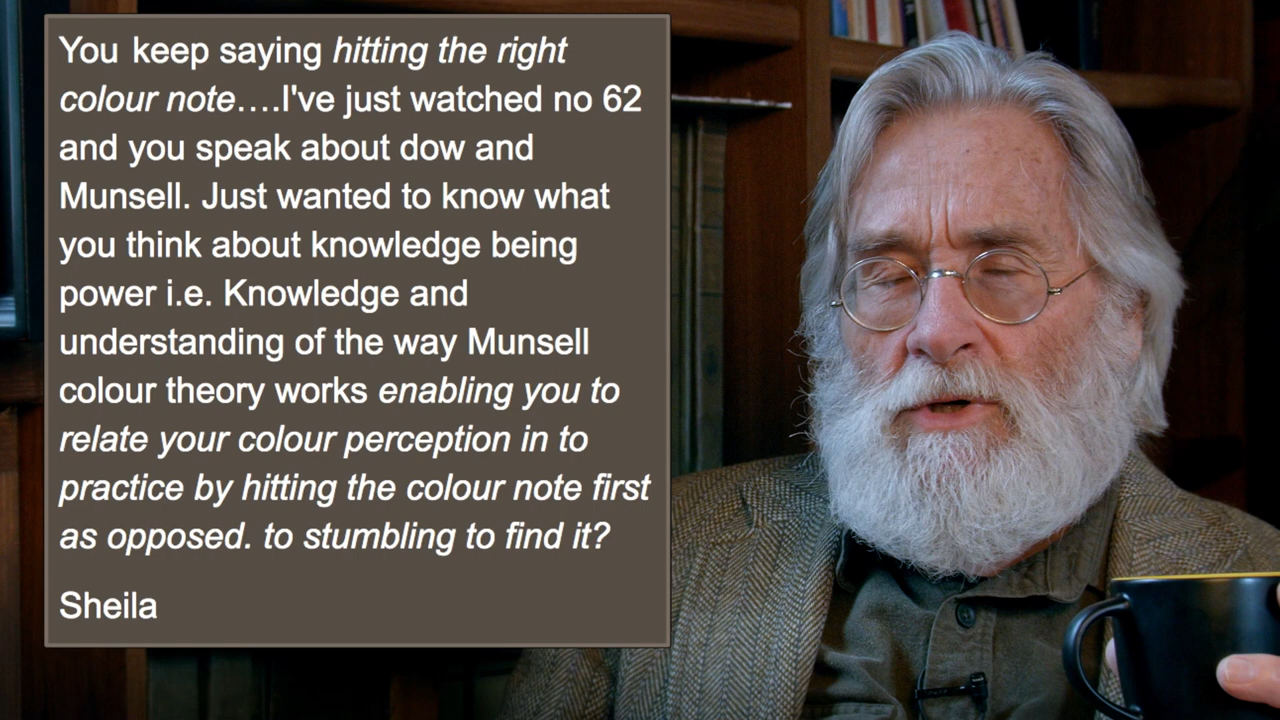 You keep saying hitting the right
colour note....I've just watched no 62
and you speak about dow and
Munsell. Just wanted to know what
you think about knowledge being
power i.e. Knowledge and
understanding of the way Munsell
colour theory works enabling you to
relate your colour perception in to
practice by hitting the colour note first
as opposed. to stumbling to find it?
Sheila